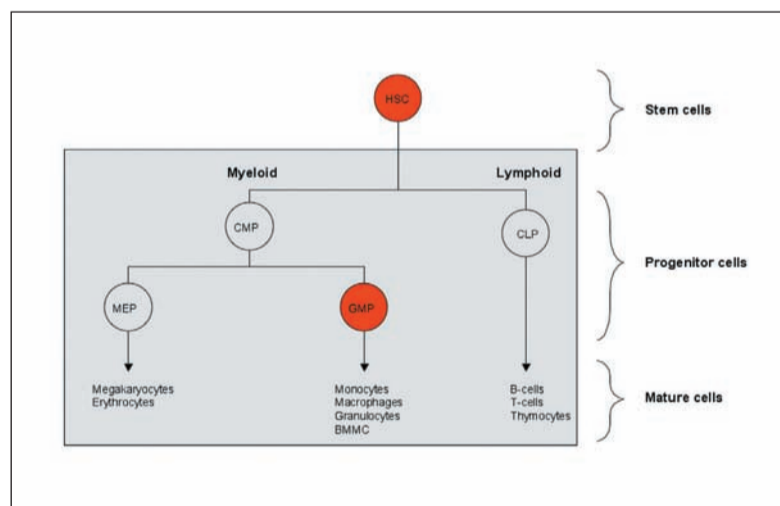 HSC
Stem cells
Myeloid
Lymphoid
CMP
CLP
Progenitor cells
MEP
GMP
Megakaryocytes
Erythrocytes
Monocytes
Macrophages
Granulocytes
BMMC
B-cells
T-cells
Thymocytes
Mature cells